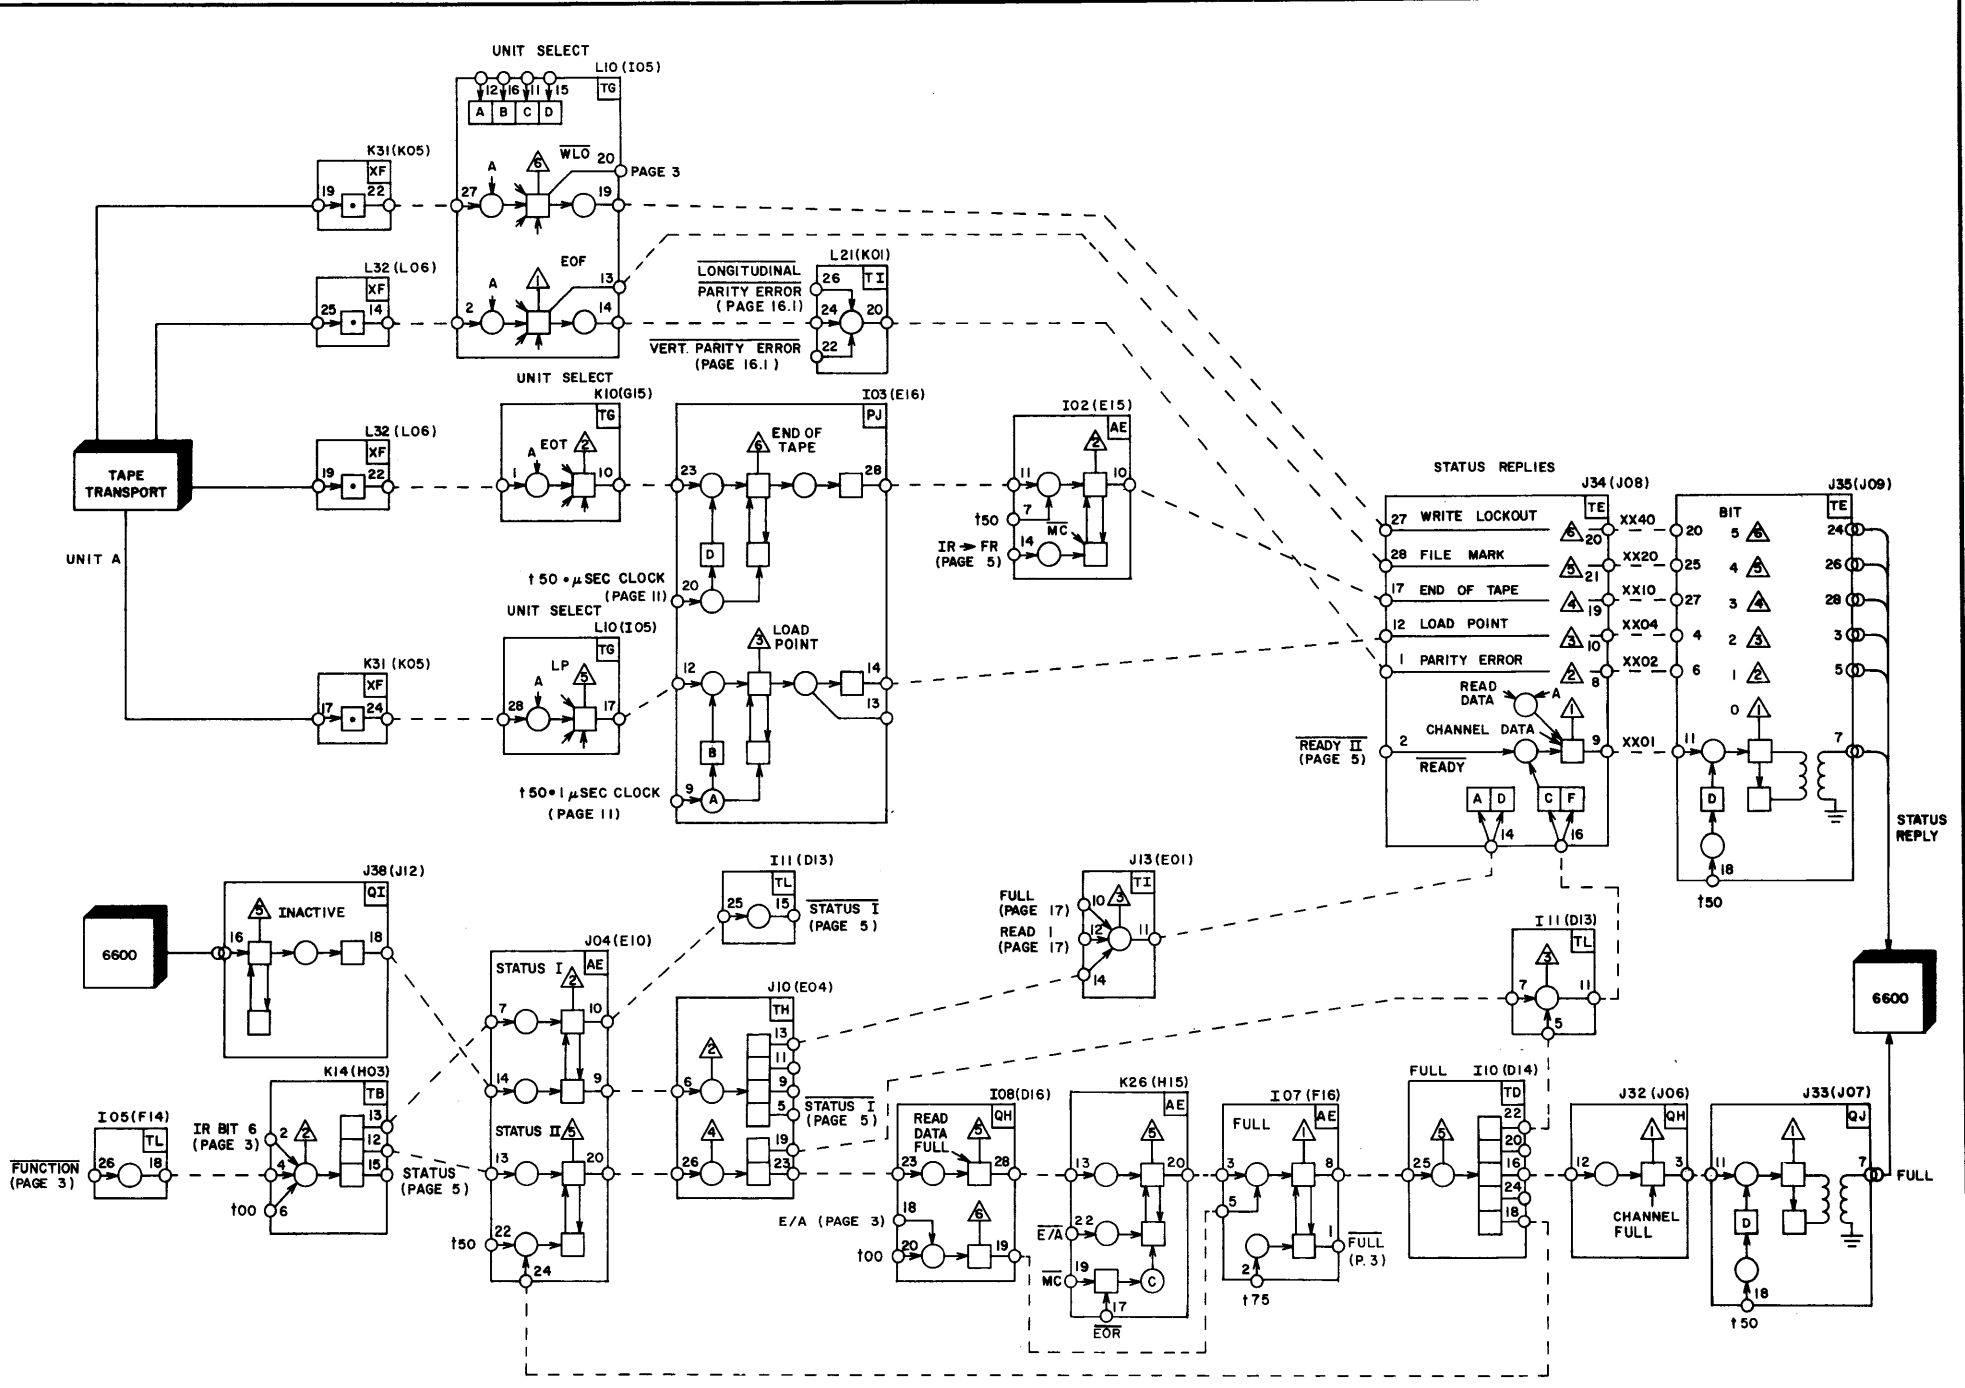 UNIT SELECT
L10 (I05)
TG
12 16 11 15
A B C D
K31(K05)
XF
19 22
A
6
WLO
20
PAGE 3
27
19
L32 (L06)
XF
25 14
A
1
EOF
13
2
14
LONGITUDINAL
PARITY ERROR
(PAGE 16.1)
L21(K01)
TI
26
24 20
22
VERT. PARITY ERROR
(PAGE 16.1)
UNIT SELECT
K10(G15)
TG
EOT
A
2
1 10
L32 (L06)
XF
19 22
TAPE
TRANSPORT
UNIT A
I03(E16)
PJ
6
END OF
TAPE
23 28
D
20
t50 • µSEC CLOCK
(PAGE 11)
I02(E15)
AE
2
11 10
t50
7
MC
IR → FR
(PAGE 5)
14
UNIT SELECT
L10(I05)
TG
LP
A
5
28 17
K31 (K05)
XF
17 24
3
LOAD
POINT
12 14
13
B
9
A
t50 • 1 µSEC CLOCK
(PAGE 11)
STATUS REPLIES
J34(J08)
TE
27 WRITE LOCKOUT 6 20 XX40
28 FILE MARK 5 21 XX20
17 END OF TAPE 4 19 XX10
12 LOAD POINT 3 10 XX04
1 PARITY ERROR 2 8 XX02
READ
DATA
A
1
CHANNEL DATA
READY II
(PAGE 5)
2
READY
9 XX01
A D C F
14 16
J35(J09)
TE
BIT
20 5 6 24
25 4 5 26
27 3 4 28
4 2 3 3
6 1 2 5
0 1
11 7
D
18
t50
STATUS
REPLY
6600
J38(J12)
QI
5
INACTIVE
16 18
6600
I11(D13)
TL
25 15
STATUS I
(PAGE 5)
J13(E01)
TI
FULL
(PAGE 17)
10
3
READ 1
(PAGE 17)
12 11
14
I11(D13)
TL
3
7 11
5
J04(E10)
AE
STATUS I
2
7 10
14 9
STATUS II
5
13 20
t50
22
24
J10(E04)
TH
13
2
11
6 9
5
STATUS I
(PAGE 5)
4
19
26 23
K14(H03)
TB
IR BIT 6
(PAGE 3)
2
2
13
12
4 15
t00
6
STATUS
(PAGE 5)
I05(F14)
TL
FUNCTION
(PAGE 3)
26 18
I08(D16)
QH
READ
DATA
FULL
5
23 28
E/A (PAGE 3)
18
6
t00
20 19
K26(H15)
AE
5
13 20
E/A
22
MC
19
C
17
EOR
I07(F16)
AE
FULL
1
3 8
5
1
FULL
(P. 3)
2
t75
FULL
I10(D14)
TD
22
5
20
25 16
24
18
J32(J06)
QH
1
12 3
CHANNEL
FULL
J33(J07)
QJ
1
11 7
FULL
D
18
t50